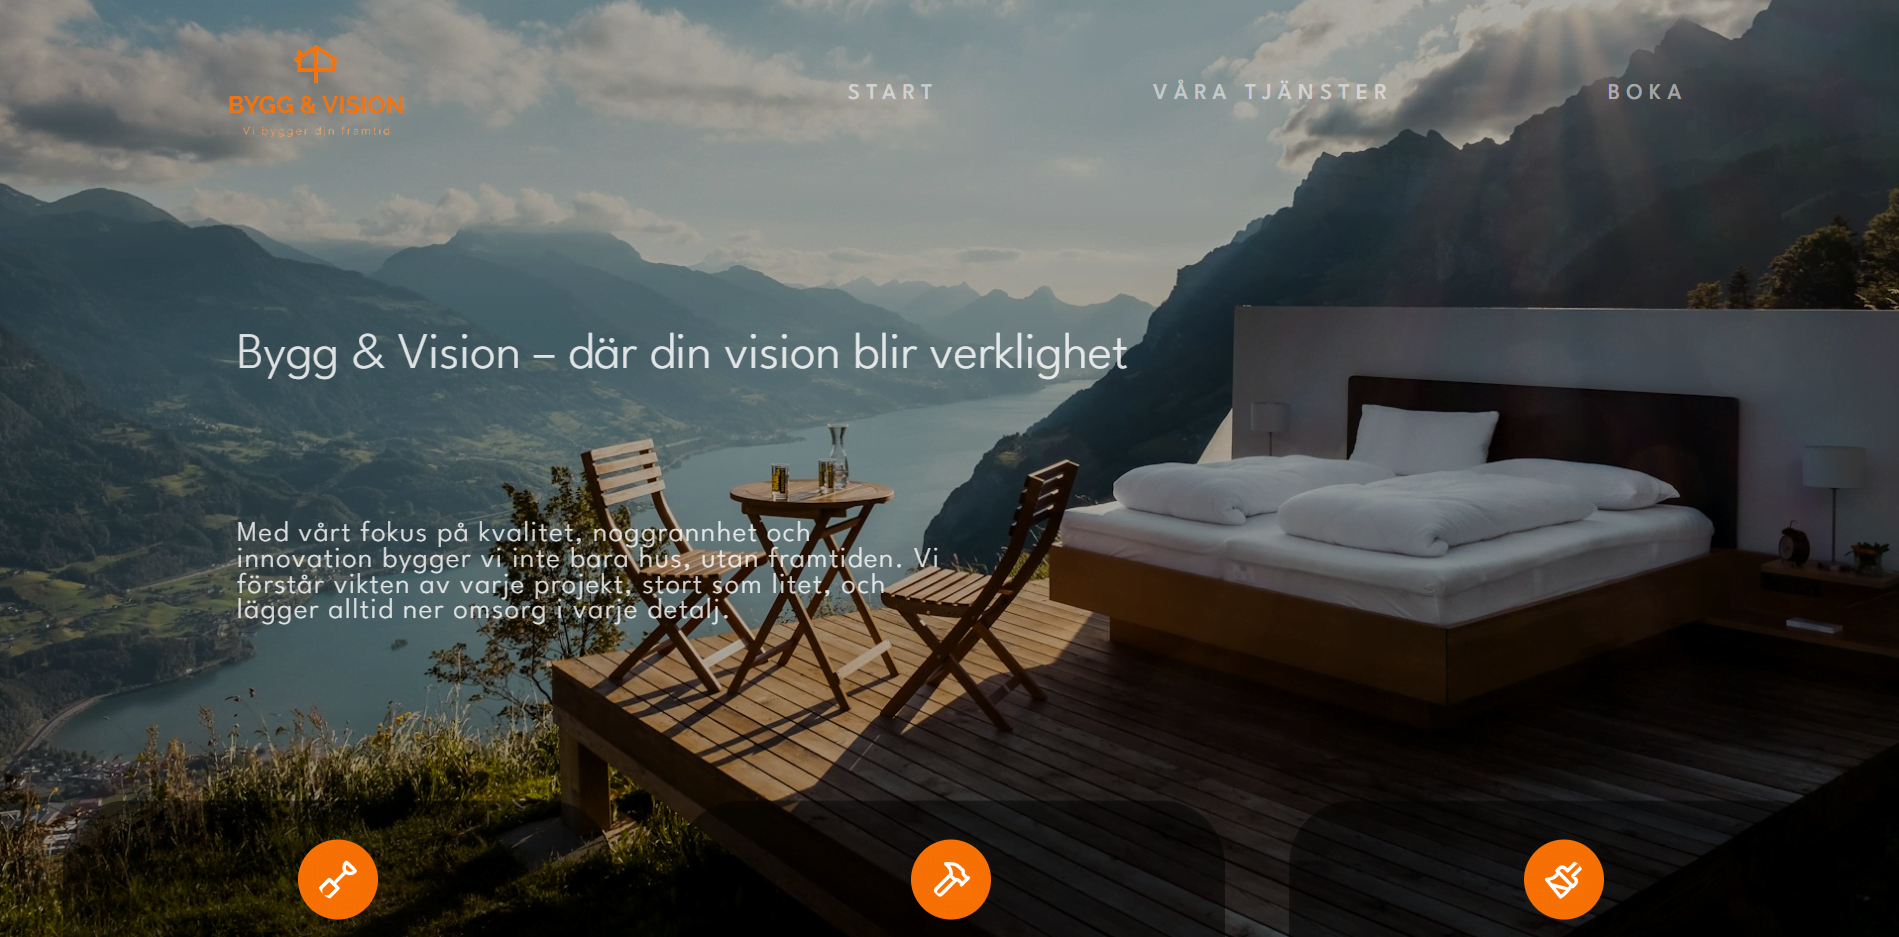 BYGG & VISION
Vi bygger din framtid
START
VÅRA TJÄNSTER
BOKA
Bygg & Vision – där din vision blir verklighet
Med vårt fokus på kvalitet, noggrannhet och
innovation bygger vi inte bara hus, utan framtiden. Vi
förstår vikten av varje projekt, stort som litet, och
lägger alltid ner omsorg i varje detalj.